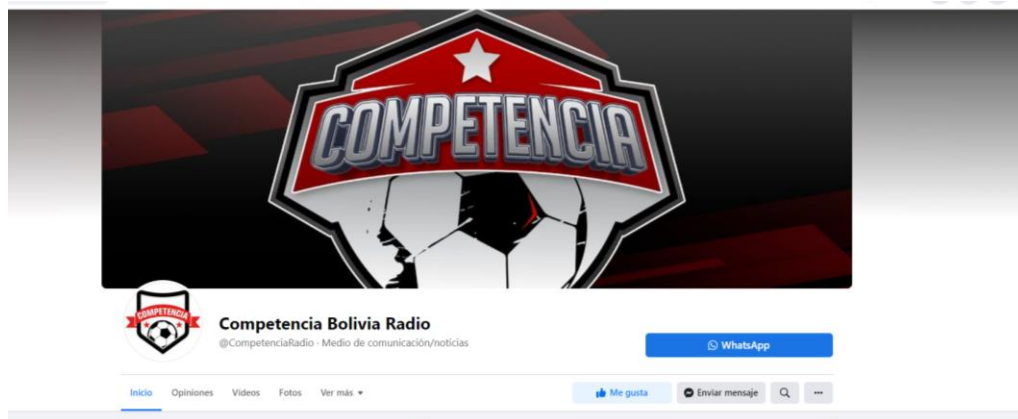 COMPETENCIA
COMPETENCIA
Competencia Bolivia Radio
@CompetenciaRadio · Medio de comunicación/noticias
WhatsApp
Inicio Opiniones Videos Fotos Ver más
Me gusta Enviar mensaje